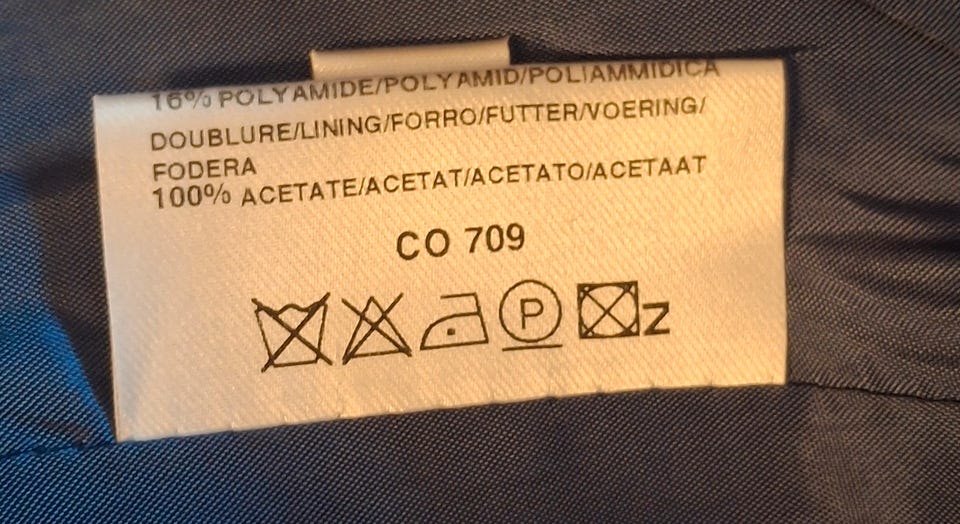 16% POLYAMIDE/POLYAMID/POLIAMMIDICA
DOUBLURE/LINING/FORRO/FUTTER/VOERING/
FODERA
100% ACETATE/ACETAT/ACETATO/ACETAAT
CO 709
P Z